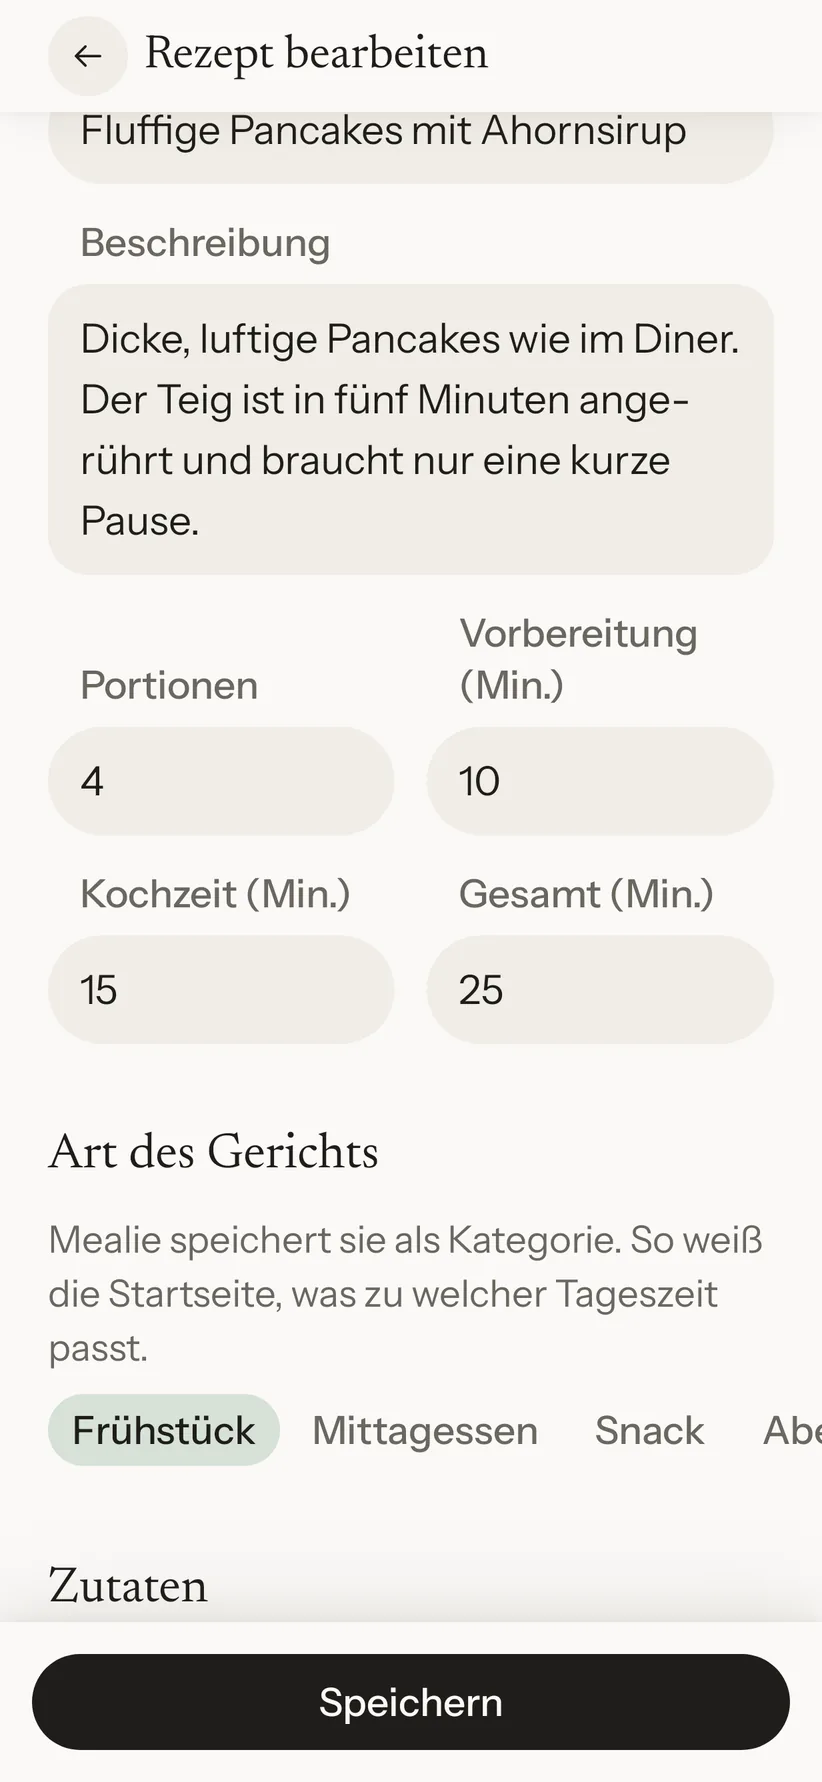 Rezept bearbeiten
Fluffige Pancakes mit Ahornsirup
Beschreibung
Dicke, luftige Pancakes wie im Diner.
Der Teig ist in fünf Minuten ange-
rührt und braucht nur eine kurze
Pause.
Portionen
Vorbereitung
(Min.)
4
10
Kochzeit (Min.)
Gesamt (Min.)
15
25
Art des Gerichts
Mealie speichert sie als Kategorie. So weiß
die Startseite, was zu welcher Tageszeit
passt.
Frühstück Mittagessen Snack
Zutaten
Speichern